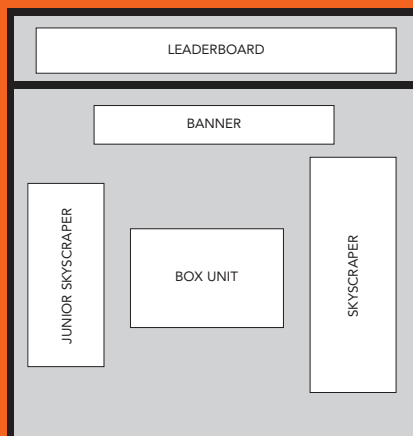 LEADERBOARD
BANNER
JUNIOR SKYSCRAPER
BOX UNIT
SKYSCRAPER